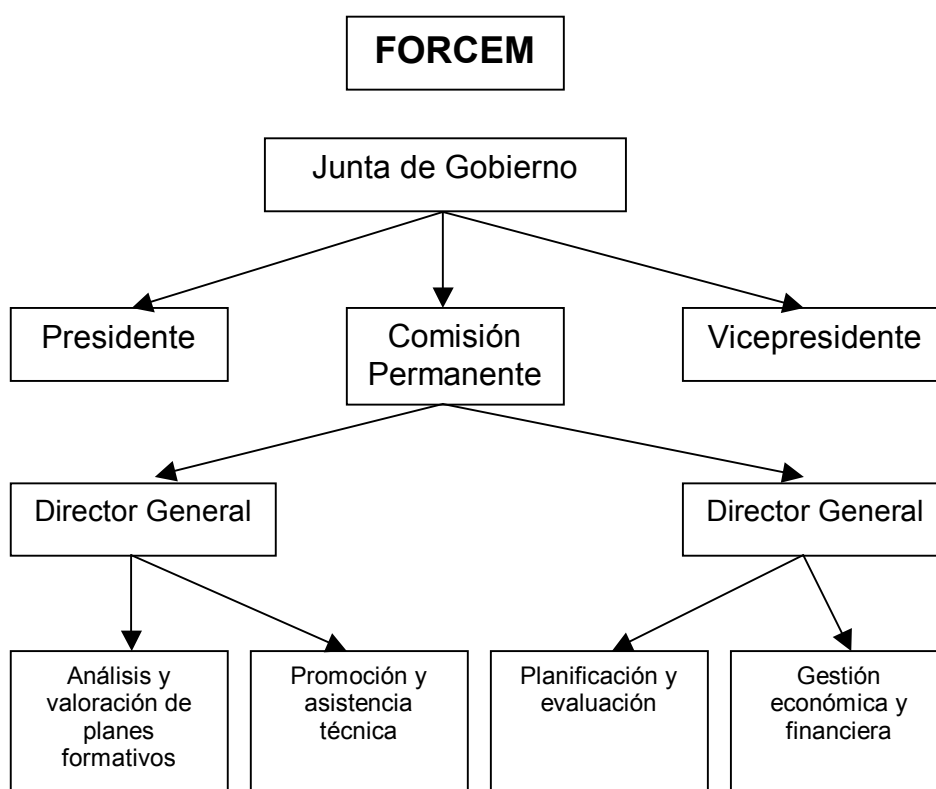 FORCEM
Junta de Gobierno
Presidente
Comisión
Permanente
Vicepresidente
Director General
Director General
Análisis y
valoración de
planes
formativos
Promoción y
asistencia
técnica
Planificación y
evaluación
Gestión
económica y
financiera